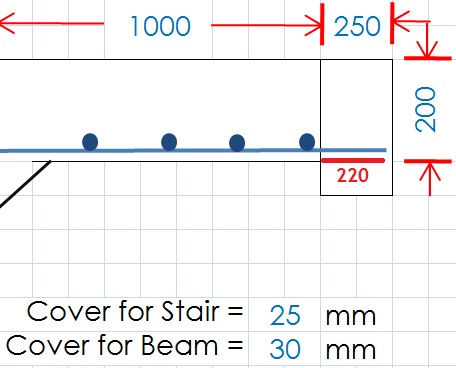 1000 250
200
220
Cover for Stair = 25 mm
Cover for Beam = 30 mm